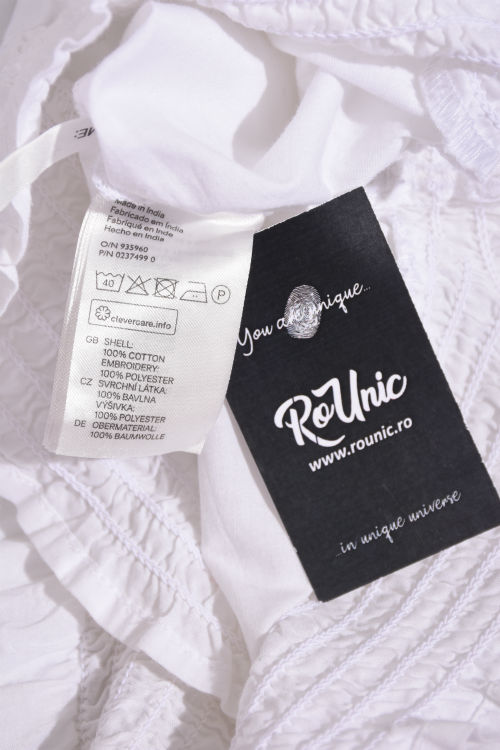 ME:
Made in India
Fabricado em India
Fabriqué en Inde
Hecho en India
O/N 935960
P/N 0237499 0
40
P
clevercare.info
GB SHELL:
100% COTTON
EMBROIDERY:
100% POLYESTER
CZ SVRCHNÍ LÁTKA:
100% BAVLNA
VÝŠIVKA:
100% POLYESTER
DE OBERMATERIAL:
100% BAUMWOLLE
You are unique...
RoUnic
www.rounic.ro
...in unique universe